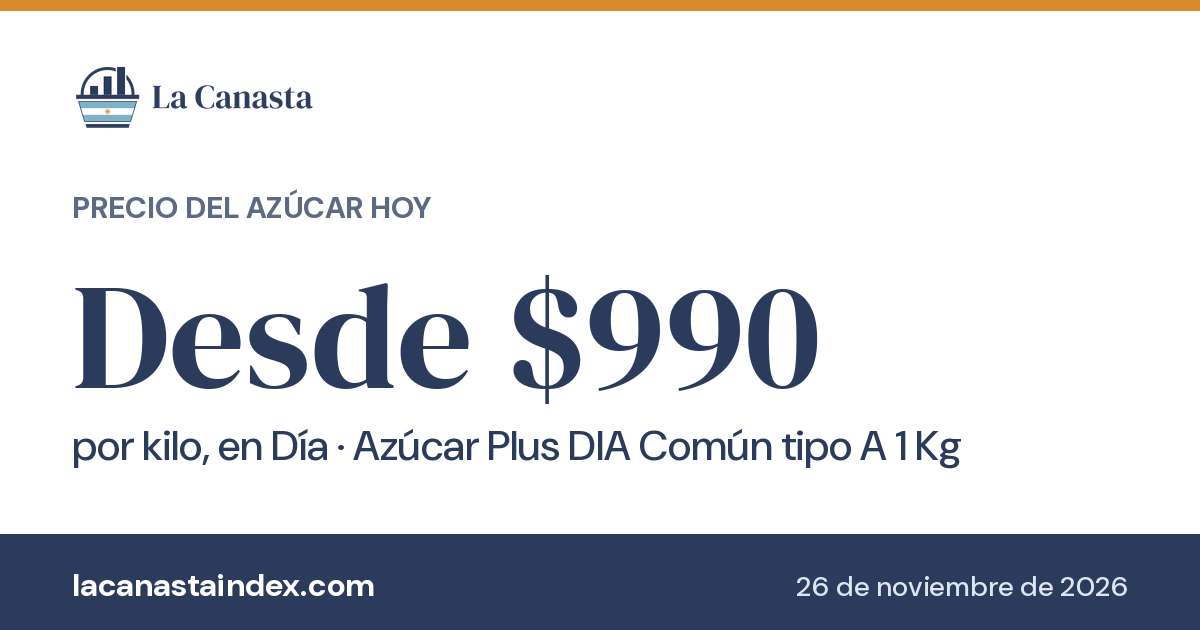 La Canasta
PRECIO DEL AZÚCAR HOY
Desde $990
por kilo, en Día · Azúcar Plus DIA Común tipo A 1 Kg
lacanastaindex.com
26 de noviembre de 2026